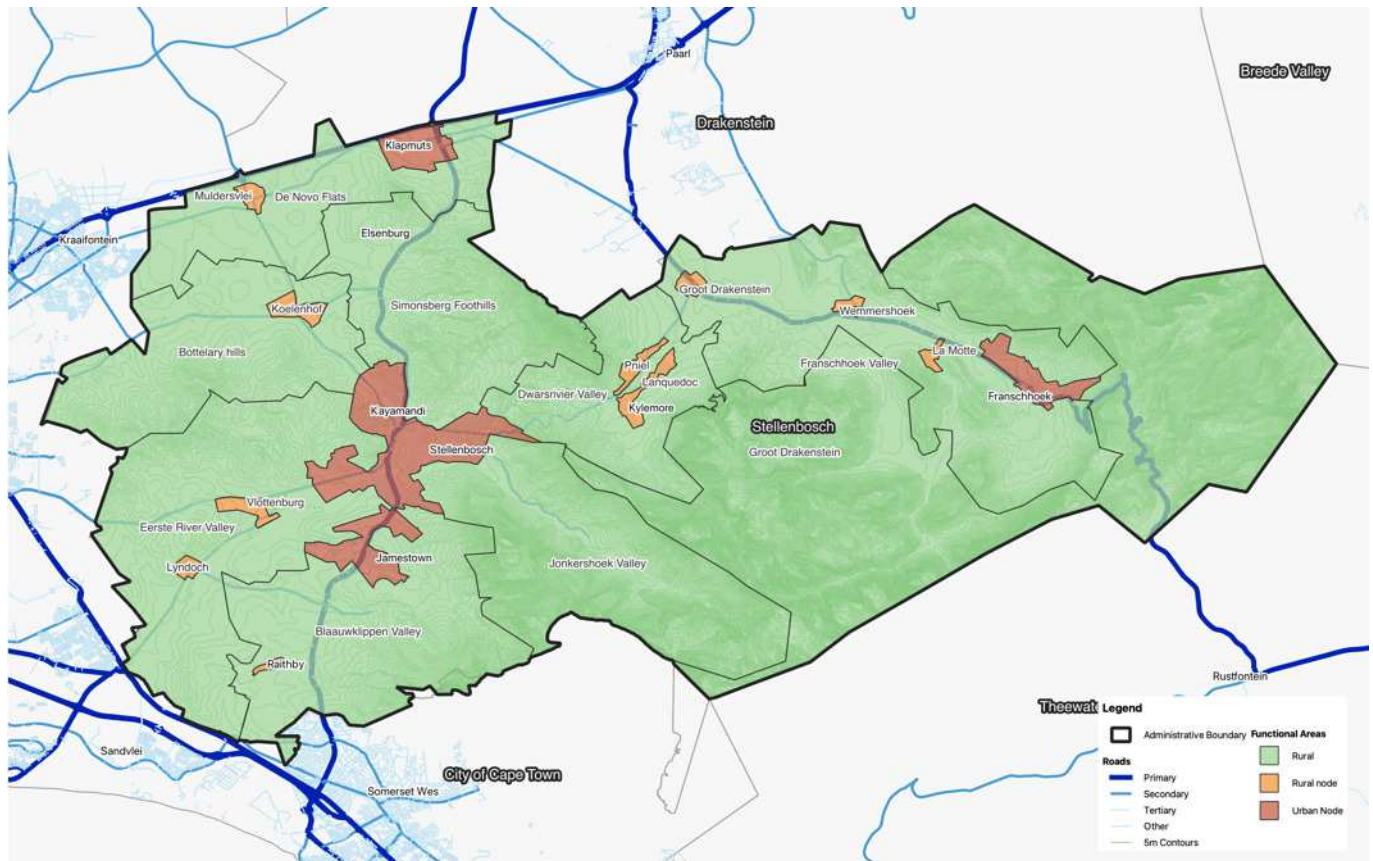 Paarl
Breede Valley
Drakenstein
Klapmuts
Muldersvlei
De Novo Flats
Kraaifontein
Elsenburg
Groot Drakenstein
Koelenhof
Simonsberg Foothills
Wemmershoek
Bottelary hills
La Motte
Pniel
Franschhoek Valley
Lanquedoc
Dwarsrivier Valley
Franschhoek
Kylemore
Kayamandi
Stellenbosch
Stellenbosch
Groot Drakenstein
Vlottenburg
Eerste River Valley
Jamestown
Lyndoch
Jonkershoek Valley
Blaauwklippen Valley
Raithby
Rustfontein
Sandvlei
City of Cape Town
Somerset Wes
Theewate
Legend
Administrative Boundary
Roads
Primary
Secondary
Tertiary
Other
5m Contours
Functional Areas
Rural
Rural node
Urban Node